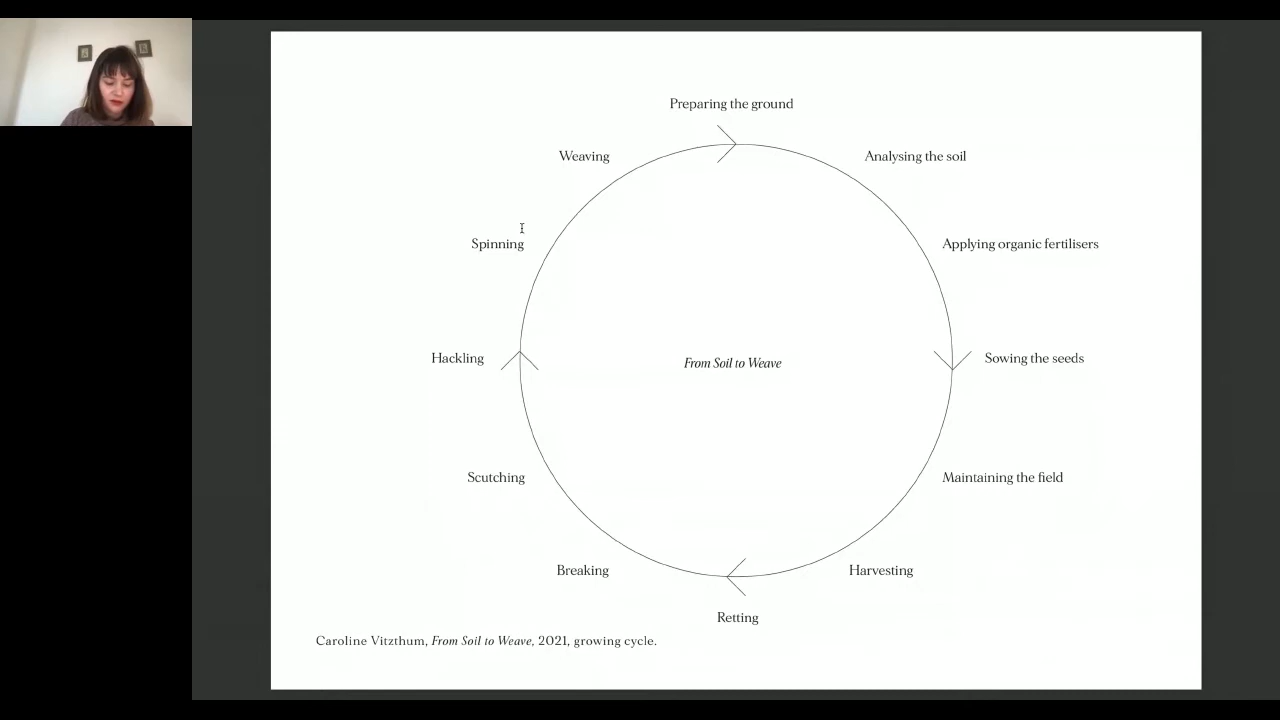 Preparing the ground
Weaving
Analysing the soil
Spinning
Applying organic fertilisers
Hackling
From Soil to Weave
Sowing the seeds
Scutching
Maintaining the field
Breaking
Harvesting
Retting
Caroline Vitzthum, From Soil to Weave, 2021, growing cycle.